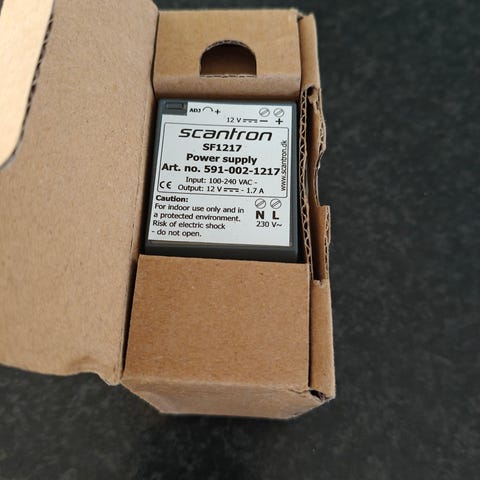 ADJ +
12 V ⎓ − +
scantron
SF1217
Power supply
Art. no. 591-002-1217
Input: 100-240 VAC ~
Output: 12 V ⎓ - 1.7 A
CE
www.scantron.dk
Caution:
For indoor use only and in
a protected environment.
Risk of electric shock
- do not open.
N L
230 V~